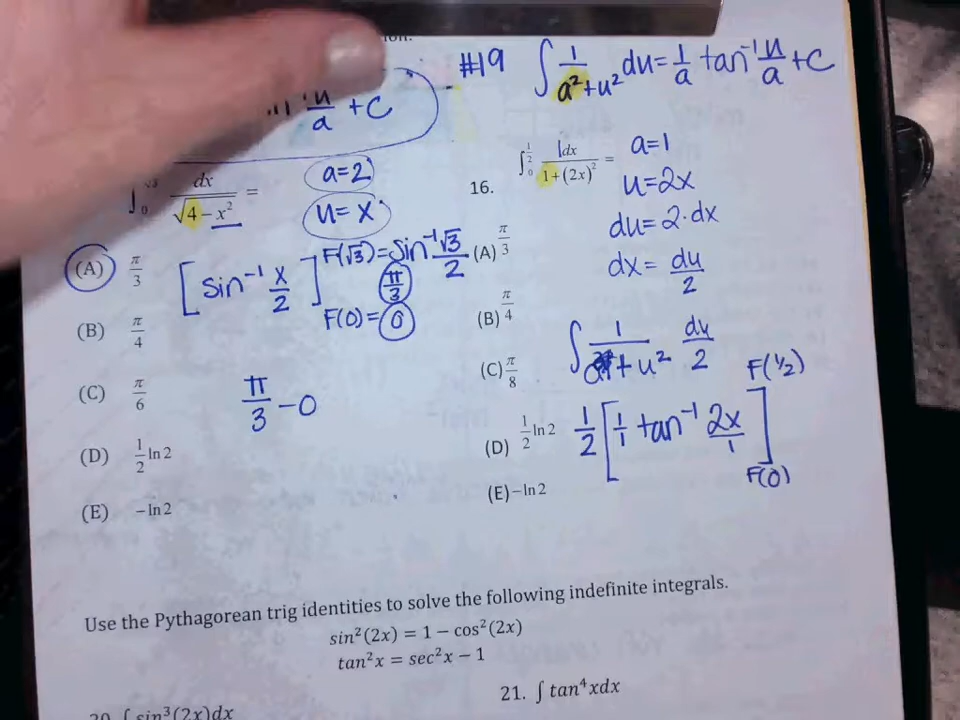 #19 ∫ 1/(a²+u²) du = 1/a tan⁻¹ u/a + C
u/a + C
∫₀^√3 dx/√(4 − x²) =
a=2
u= x
(A) π/3
[sin⁻¹ x/2]
F(√3)= sin⁻¹ √3/2
π/3
F(0)= 0
(B) π/4
(C) π/6
π/3 − 0
(D) 1/2 ln 2
(E) −ln 2
16. ∫₀^½ 1dx/(1+(2x)²) =
a=1
u=2x
du= 2·dx
dx= du/2
(A) π/3
(B) π/4
(C) π/8
(D) 1/2 ln 2
(E) −ln 2
∫ 1/(a²+u²) du/2
F(½)
1/2 [1/1 tan⁻¹ 2x/1]
F(0)
Use the Pythagorean trig identities to solve the following indefinite integrals.
sin²(2x) = 1 − cos²(2x)
tan²x = sec²x − 1
20. ∫ sin³(2x)dx
21. ∫ tan⁴xdx